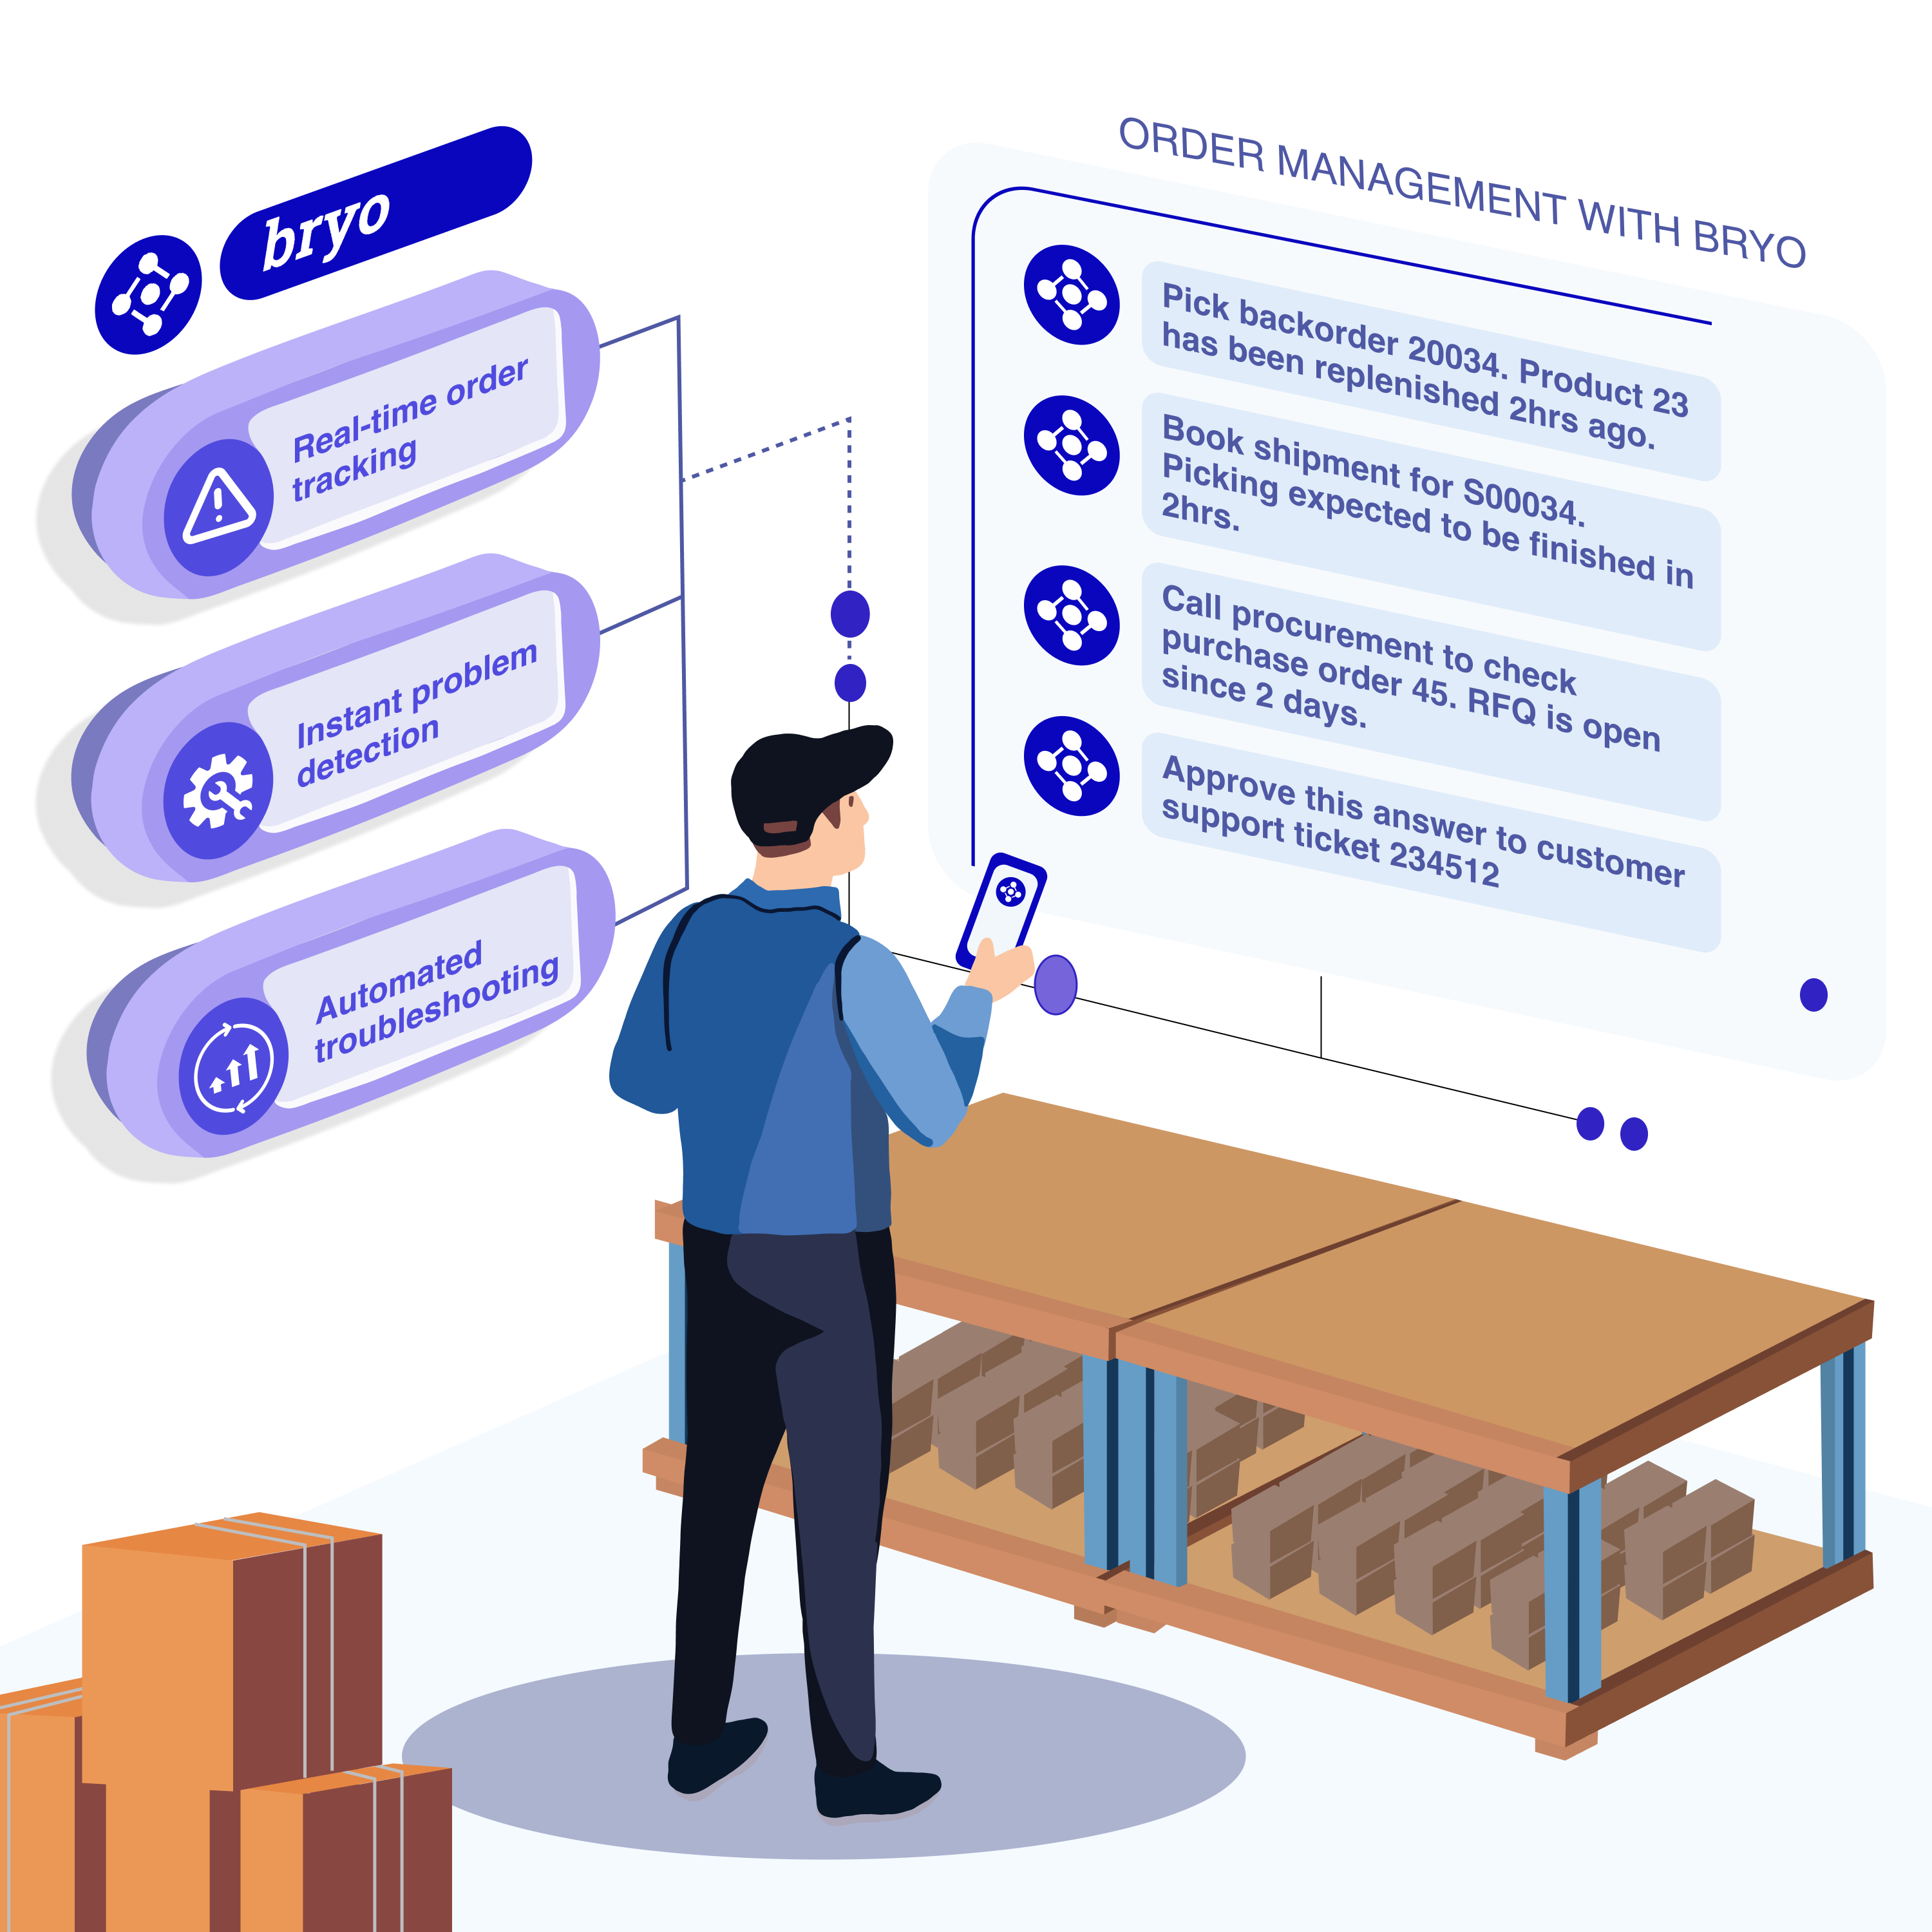 bryo
Real-time order
tracking
Instant problem
detection
Automated
troubleshooting
ORDER MANAGEMENT WITH BRYO
Pick backorder 20034. Product 23
has been replenished 2hrs ago.
Book shipment for S00034.
Picking expected to be finished in
2hrs.
Call procurement to check
purchase order 45. RFQ is open
since 2 days.
Approve this answer to customer
support ticket 234512